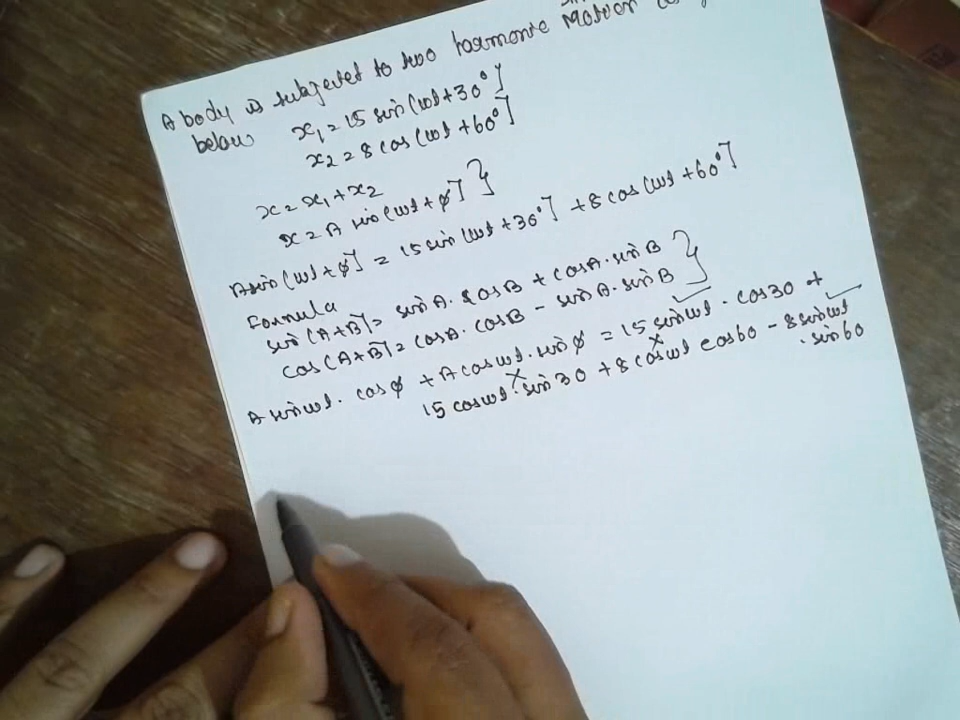 A body is subjected to two harmonic Motion
below x₁ = 15 sin (ωt + 30°)
x₂ = 8 cos (ωt + 60°)
x = x₁ + x₂
x = A sin (ωt + φ) }
A sin (ωt + φ) = 15 sin (ωt + 30°) + 8 cos (ωt + 60°)
Formula
sin (A+B) = sin A. cos B + cos A. sin B
cos (A+B) = cos A. cos B − sin A. sin B }
A sin ωt. cos φ + A cos ωt. sin φ = 15 sin ωt. cos 30 +
15 cos ωt. sin 30 + 8 cos ωt cos 60 − 8 sin ωt
. sin 60